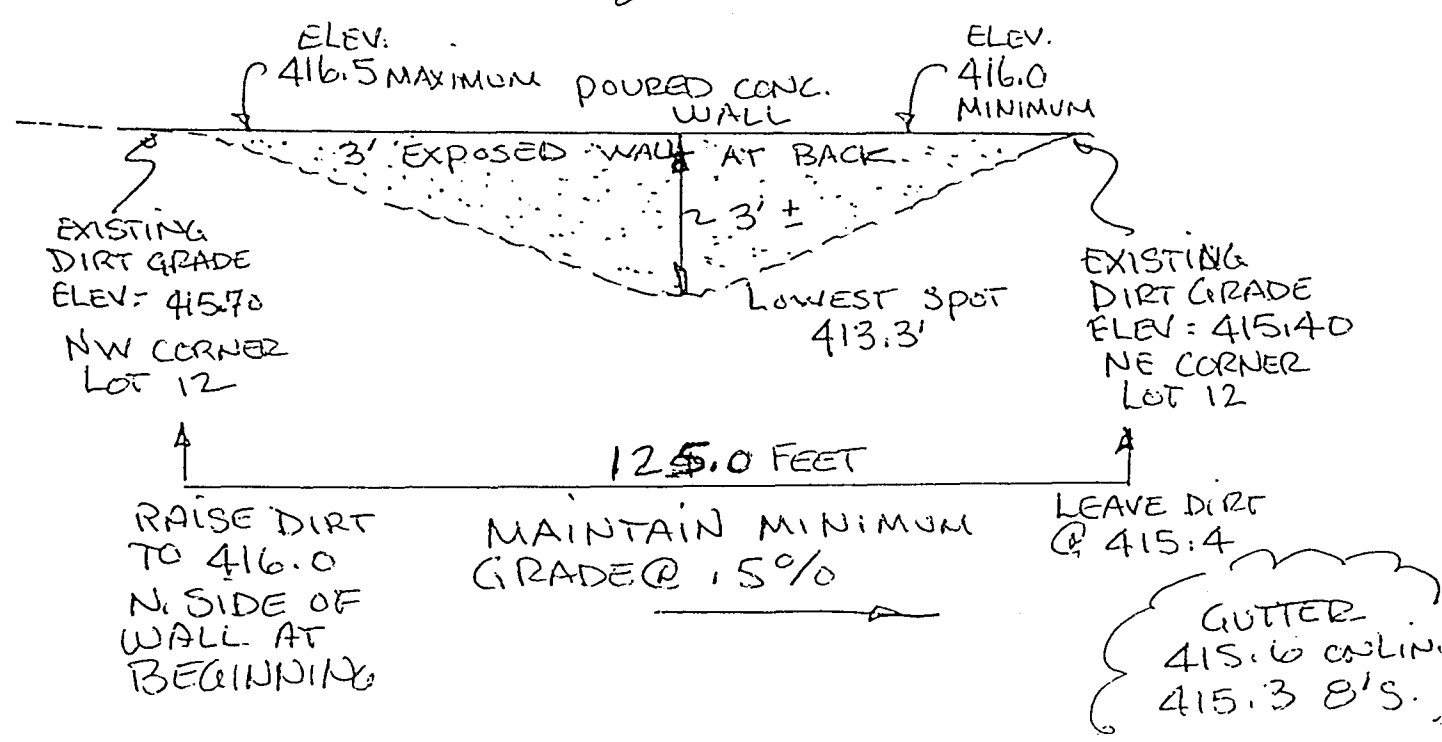 ELEV.
416.5 MAXIMUM
POURED CONC.
WALL
ELEV.
416.0
MINIMUM
3' EXPOSED WALL AT BACK.
~ 3' ±
EXISTING
DIRT GRADE
ELEV= 415.70
NW CORNER
LOT 12
LOWEST SPOT
413.3'
EXISTING
DIRT GRADE
ELEV = 415.40
NE CORNER
LOT 12
125.0 FEET
RAISE DIRT
TO 416.0
N. SIDE OF
WALL AT
BEGINNING
MAINTAIN MINIMUM
GRADE @ .5%
LEAVE DIRT
@ 415.4
GUTTER
415.6
415.3 8'S.